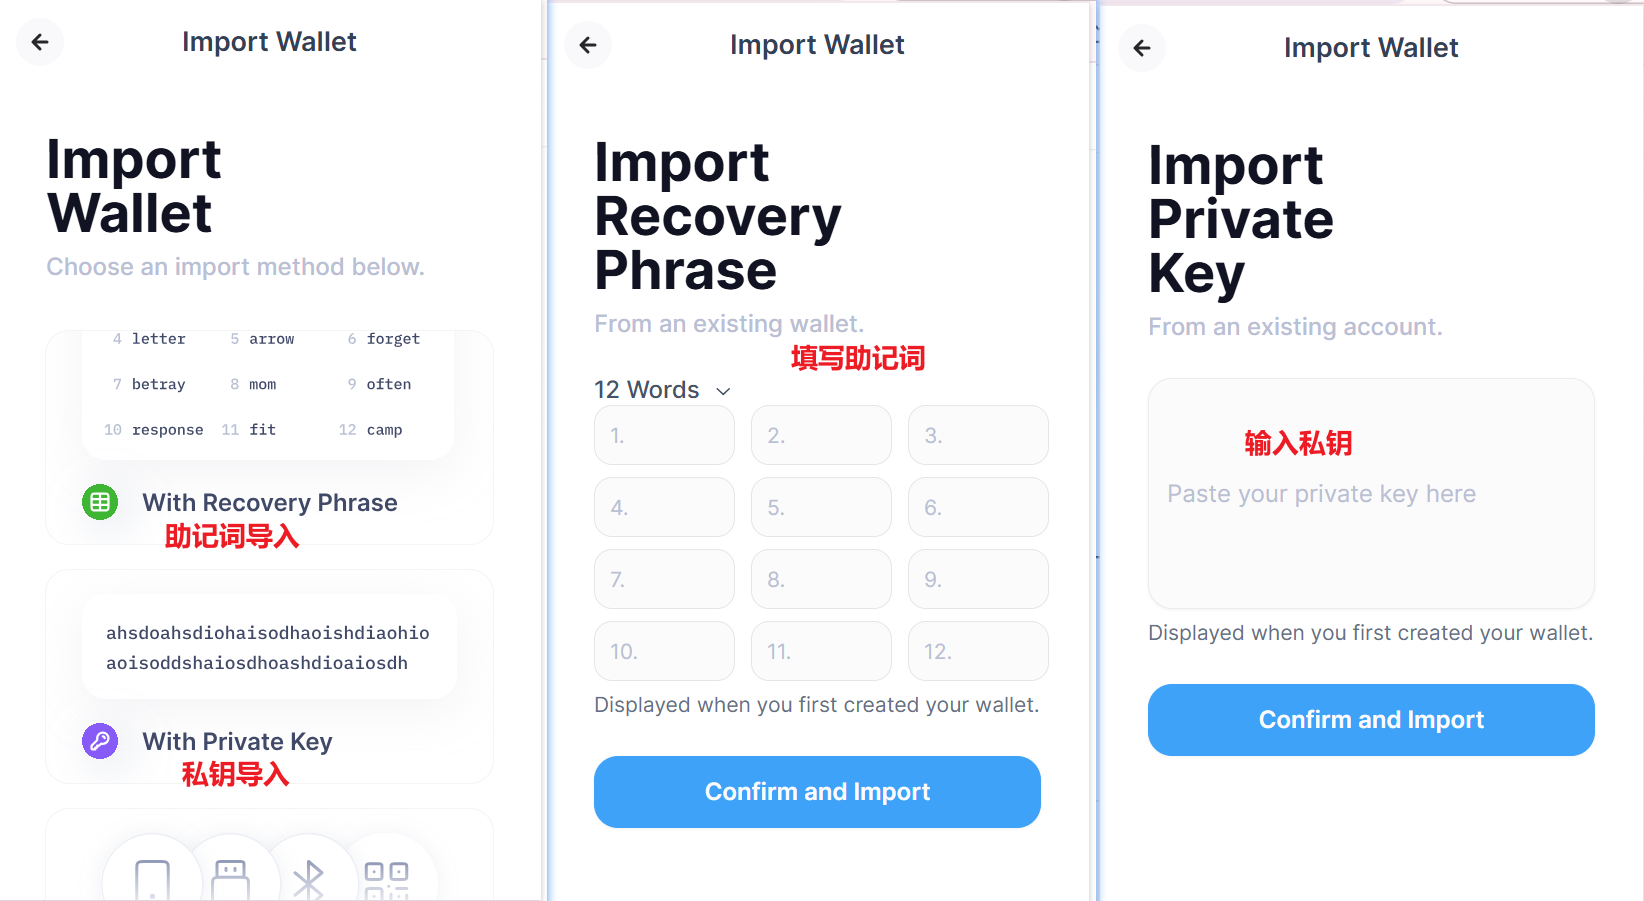 Import Wallet
Import
Wallet
Choose an import method below.
4 letter 5 arrow 6 forget
7 betray 8 mom 9 often
10 response 11 fit 12 camp
With Recovery Phrase
助记词导入
ahsdoahsdiohaisodhaoishdiaohio
aoisoddshaiosdhoashdioaiosdh
With Private Key
私钥导入
Import Wallet
Import
Recovery
Phrase
From an existing wallet.
填写助记词
12 Words
1. 2. 3.
4. 5. 6.
7. 8. 9.
10. 11. 12.
Displayed when you first created your wallet.
Confirm and Import
Import Wallet
Import
Private
Key
From an existing account.
输入私钥
Paste your private key here
Displayed when you first created your wallet.
Confirm and Import